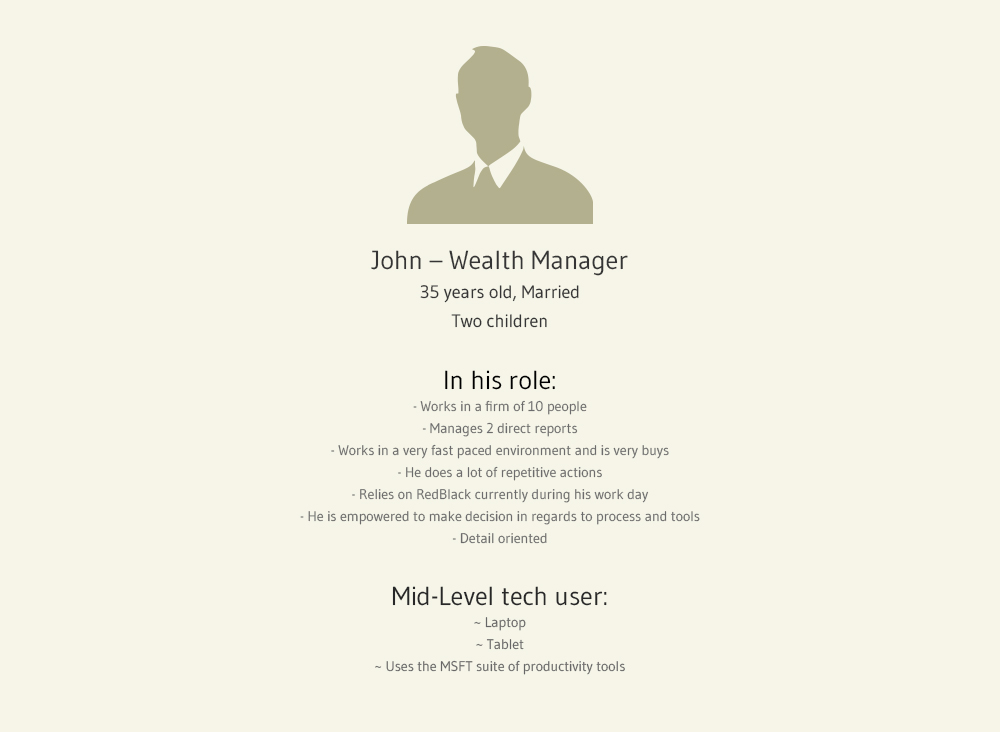 John – Wealth Manager
35 years old, Married
Two children
In his role:
- Works in a firm of 10 people
- Manages 2 direct reports
- Works in a very fast paced environment and is very buys
- He does a lot of repetitive actions
- Relies on RedBlack currently during his work day
- He is empowered to make decision in regards to process and tools
- Detail oriented
Mid-Level tech user:
~ Laptop
~ Tablet
~ Uses the MSFT suite of productivity tools